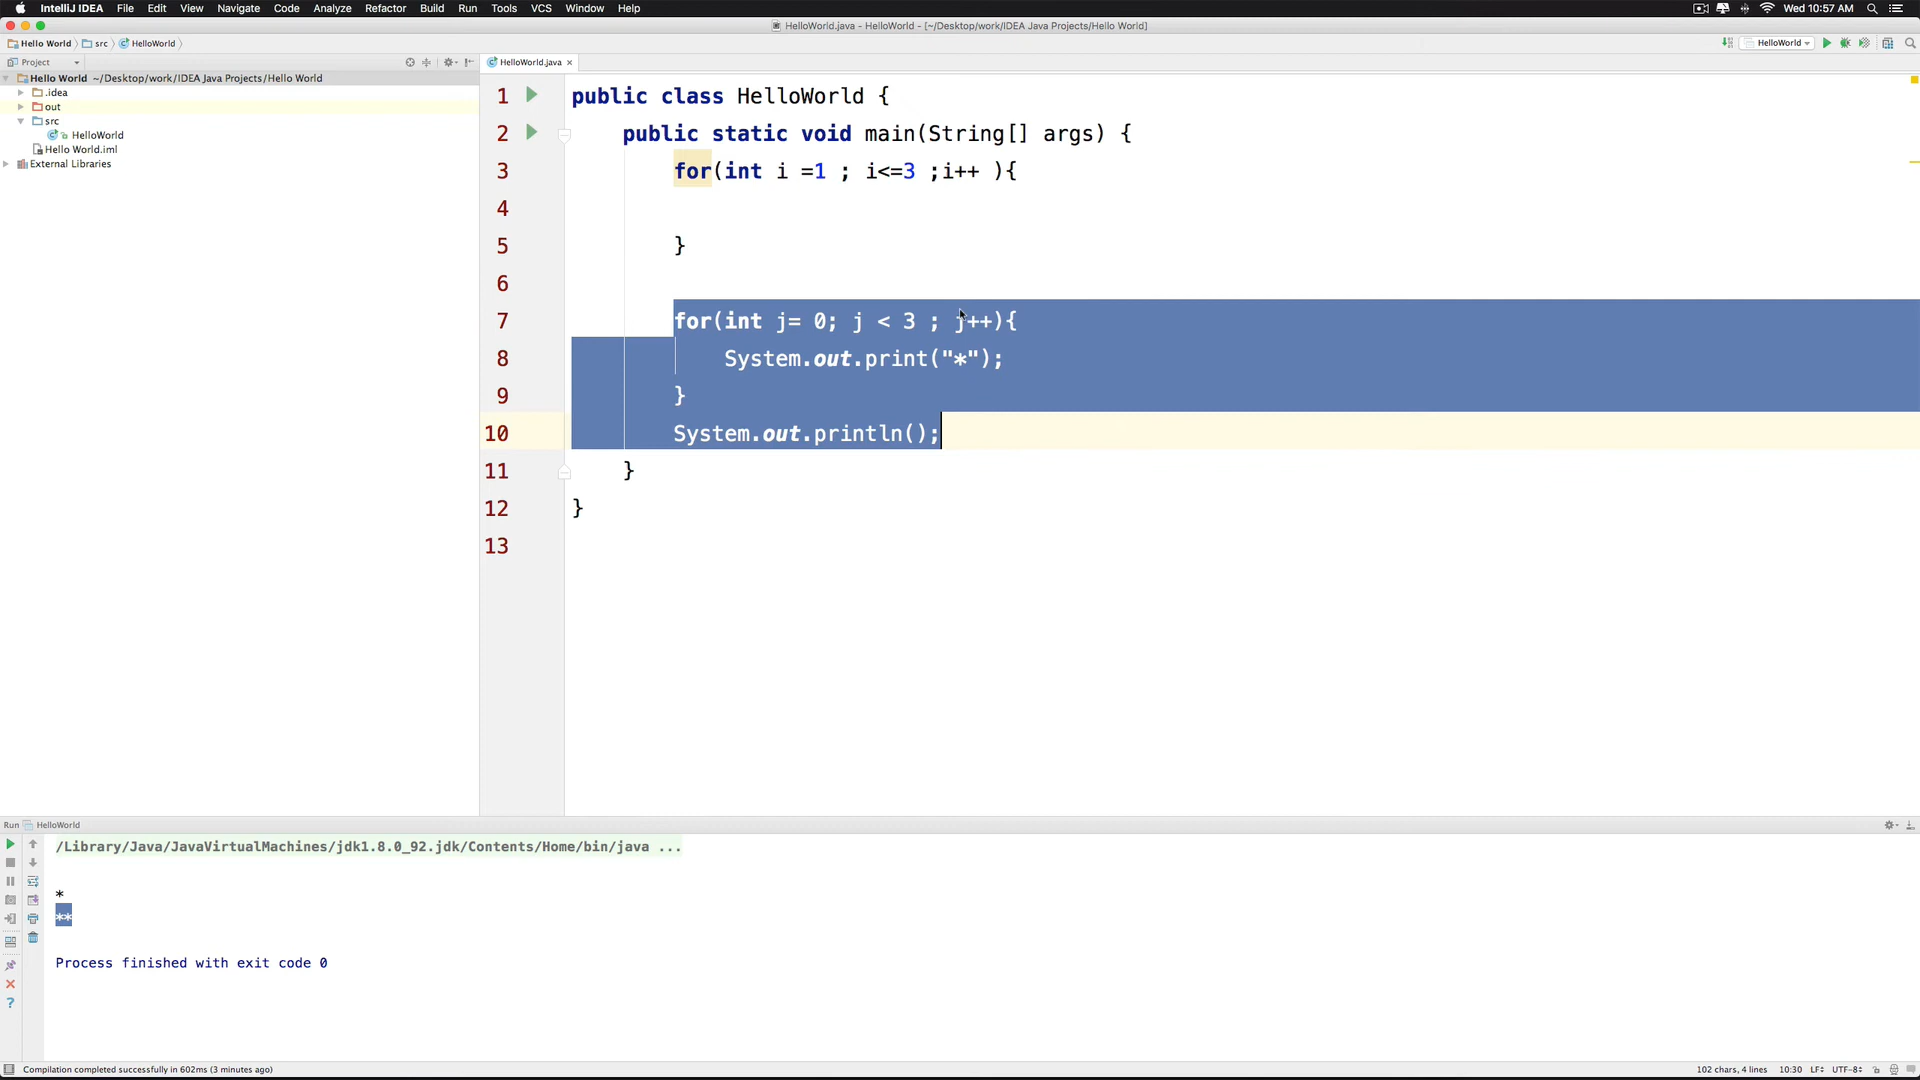 IntelliJ IDEA File Edit View Navigate Code Analyze Refactor Build Run Tools VCS Window Help Wed 10:57 AM
HelloWorld.java - HelloWorld - [~/Desktop/work/IDEA Java Projects/Hello World]
Hello World src HelloWorld HelloWorld
Project HelloWorld.java
Hello World ~/Desktop/work/IDEA Java Projects/Hello World
.idea
out
src
HelloWorld
Hello World.iml
External Libraries
1 public class HelloWorld {
2 public static void main(String[] args) {
3 for(int i =1 ; i<=3 ;i++ ){
4
5 }
6
7 for(int j= 0; j < 3 ; j++){
8 System.out.print("*");
9 }
10 System.out.println();
11 }
12 }
13
Run HelloWorld
/Library/Java/JavaVirtualMachines/jdk1.8.0_92.jdk/Contents/Home/bin/java ...
*
**
Process finished with exit code 0
Compilation completed successfully in 602ms (3 minutes ago) 102 chars, 4 lines 10:30 LF÷ UTF-8÷